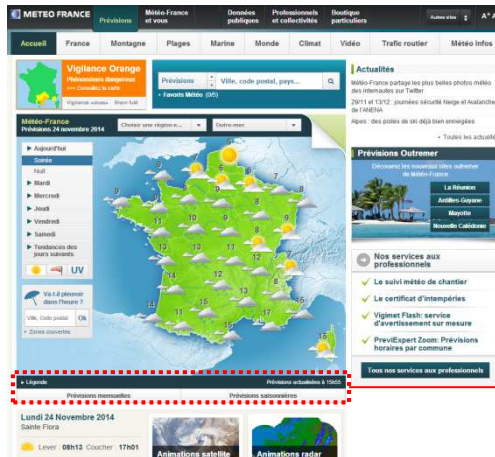 METEO FRANCE
Prévisions
Météo-France et vous
Données publiques
Professionnels et collectivités
Boutique particuliers
Autres sites
Accueil France Montagne Plages Marine Monde Climat Vidéo Trafic routier Météo Infos
Vigilance Orange
Phénomènes dangereux
Consultez la carte
Prévisions Ville, code postal, pays...
Favoris Météo (0/5)
Météo-France
Prévisions 24 novembre 2014
Choisir une région
Outre-mer
Aujourd'hui
Soirée
Nuit
Mardi
Mercredi
Jeudi
Vendredi
Samedi
Tendances des jours suivants
UV
Va-t-il pleuvoir dans l'heure ?
Ville, Code postal Ok
Zones couvertes
Légende
Prévisions actualisées à 15h55
Prévisions mensuelles
Prévisions saisonnières
Lundi 24 Novembre 2014
Sainte Flora
Lever : 08h13 Coucher : 17h01
Animations satellite
Animations radar
Actualités
Météo-France partage les plus belles photos météo
des internautes sur Twitter
29/11 et 13/12 : journées sécurité Neige et Avalanche
de l'ANENA
Alpes : des pistes de ski déjà bien enneigées
Toutes les actualité
Prévisions Outremer
Découvrez les nouveaux sites outremer
de Météo-France
La Réunion
Antilles-Guyane
Mayotte
Nouvelle Calédonie
Nos services aux
professionnels
Le suivi météo de chantier
Le certificat d'intempéries
Vigimet Flash: service
d'avertissement sur mesure
PreviExpert Zoom: Prévisions
horaires par commune
Tous nos services aux professionnels